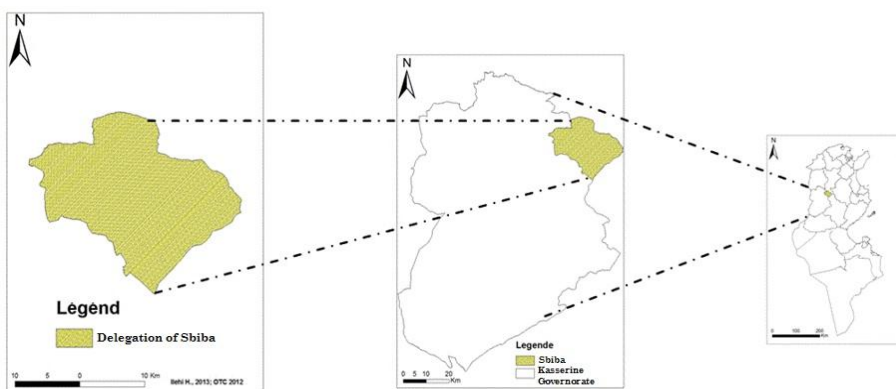 N
Legend
Delegation of Sbiba
10 5 0 10 Km
Ilehi H., 2013; OTC 2012
N
Legende
Sbiba
Kasserine
Governorate
0 5 10 20
Km
N
0 100 200
Km